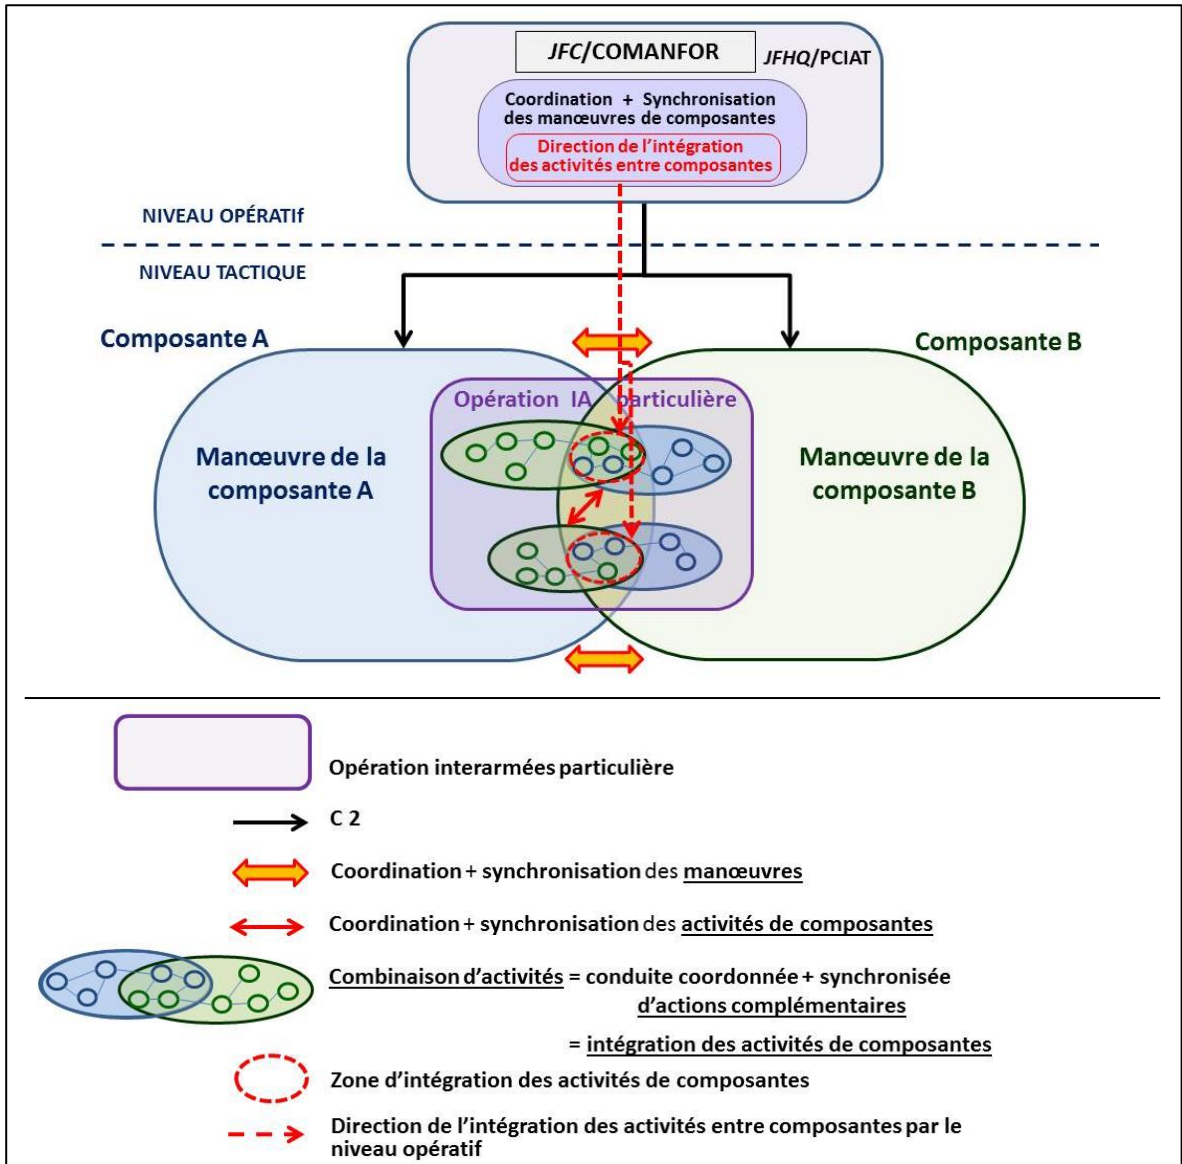 JFC/COMANFOR
JFHQ/PCIAT
Coordination + Synchronisation
des manœuvres de composantes
Direction de l’intégration
des activités entre composantes
NIVEAU OPÉRATIf
NIVEAU TACTIQUE
Composante A
Composante B
Opération IA particulière
Manœuvre de la
composante A
Manœuvre de la
composante B
Opération interarmées particulière
C 2
Coordination + synchronisation des manœuvres
Coordination + synchronisation des activités de composantes
Combinaison d’activités = conduite coordonnée + synchronisée
d’actions complémentaires
= intégration des activités de composantes
Zone d’intégration des activités de composantes
Direction de l’intégration des activités entre composantes par le
niveau opératif